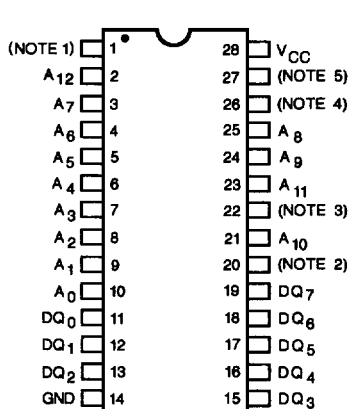 (NOTE 1) 1 28 VCC
A12 2 27 (NOTE 5)
A7 3 26 (NOTE 4)
A6 4 25 A8
A5 5 24 A9
A4 6 23 A11
A3 7 22 (NOTE 3)
A2 8 21 A10
A1 9 20 (NOTE 2)
A0 10 19 DQ7
DQ0 11 18 DQ6
DQ1 12 17 DQ5
DQ2 13 16 DQ4
GND 14 15 DQ3